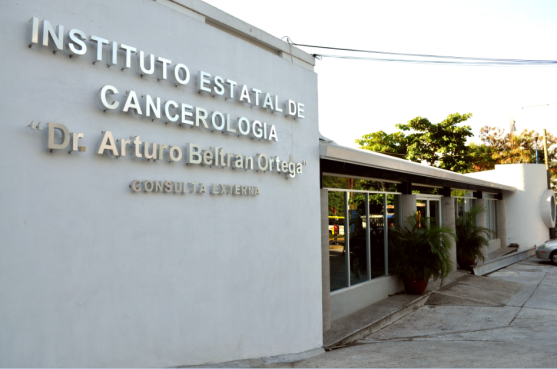 INSTITUTO ESTATAL DE
CANCEROLOGIA
"Dr. Arturo Beltran Ortega"
CONSULTA EXTERNA